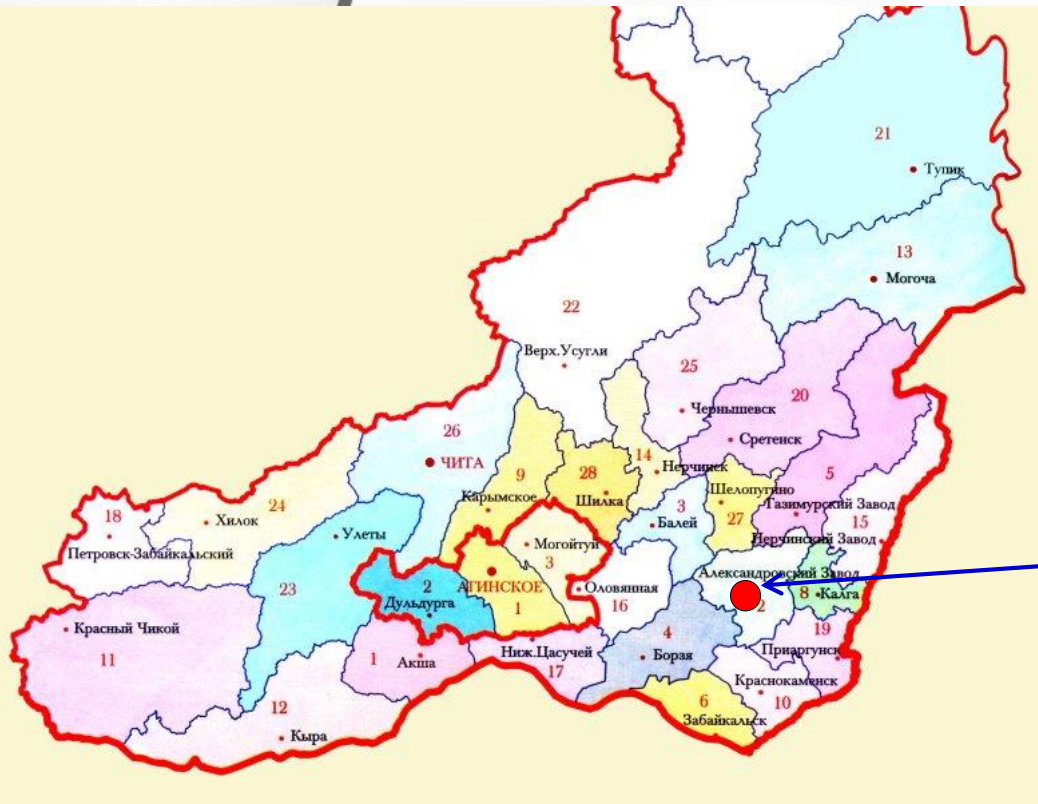 21
Тупик
13
Могоча
22
Верх.Усугли
25
Чернышевск
20
Сретенск
26
ЧИТА
9
Карымское
28
Шилка
14
Нерчинск
Шелопугино
27
5
Газимурский Завод
15
Нерчинский Завод
3
Балей
24
Хилок
18
Петровск-Забайкальский
Улеты
23
Могойтуй
3
АГИНСКОЕ
1
2
Дульдурга
Оловянная
16
Александровский Завод
2
8
Калга
19
Приаргунск
4
Борзя
Ниж.Цасучей
17
Краснокаменск
10
6
Забайкальск
Красный Чикой
11
1
Акша
12
Кыра